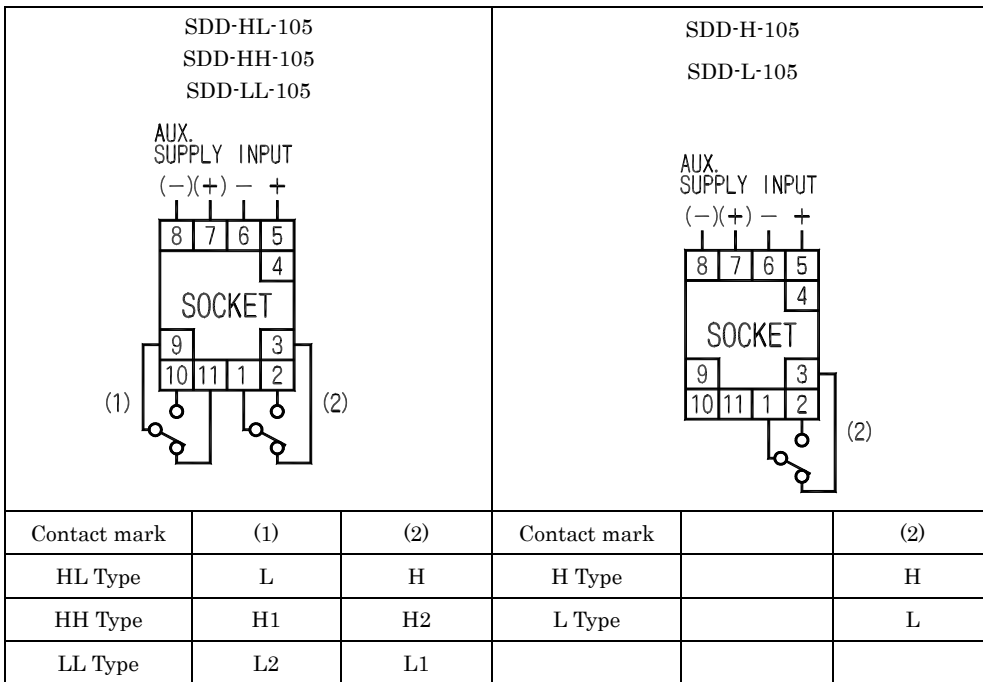 SDD-HL-105
SDD-HH-105
SDD-LL-105
AUX.
SUPPLY INPUT
(−)(+) − +
8 7 6 5
4
SOCKET
9 3
10 11 1 2
(1) (2)
SDD-H-105
SDD-L-105
AUX.
SUPPLY INPUT
(−)(+) − +
8 7 6 5
4
SOCKET
9 3
10 11 1 2
(2)
Contact mark (1) (2) Contact mark (2)
HL Type L H H Type H
HH Type H1 H2 L Type L
LL Type L2 L1